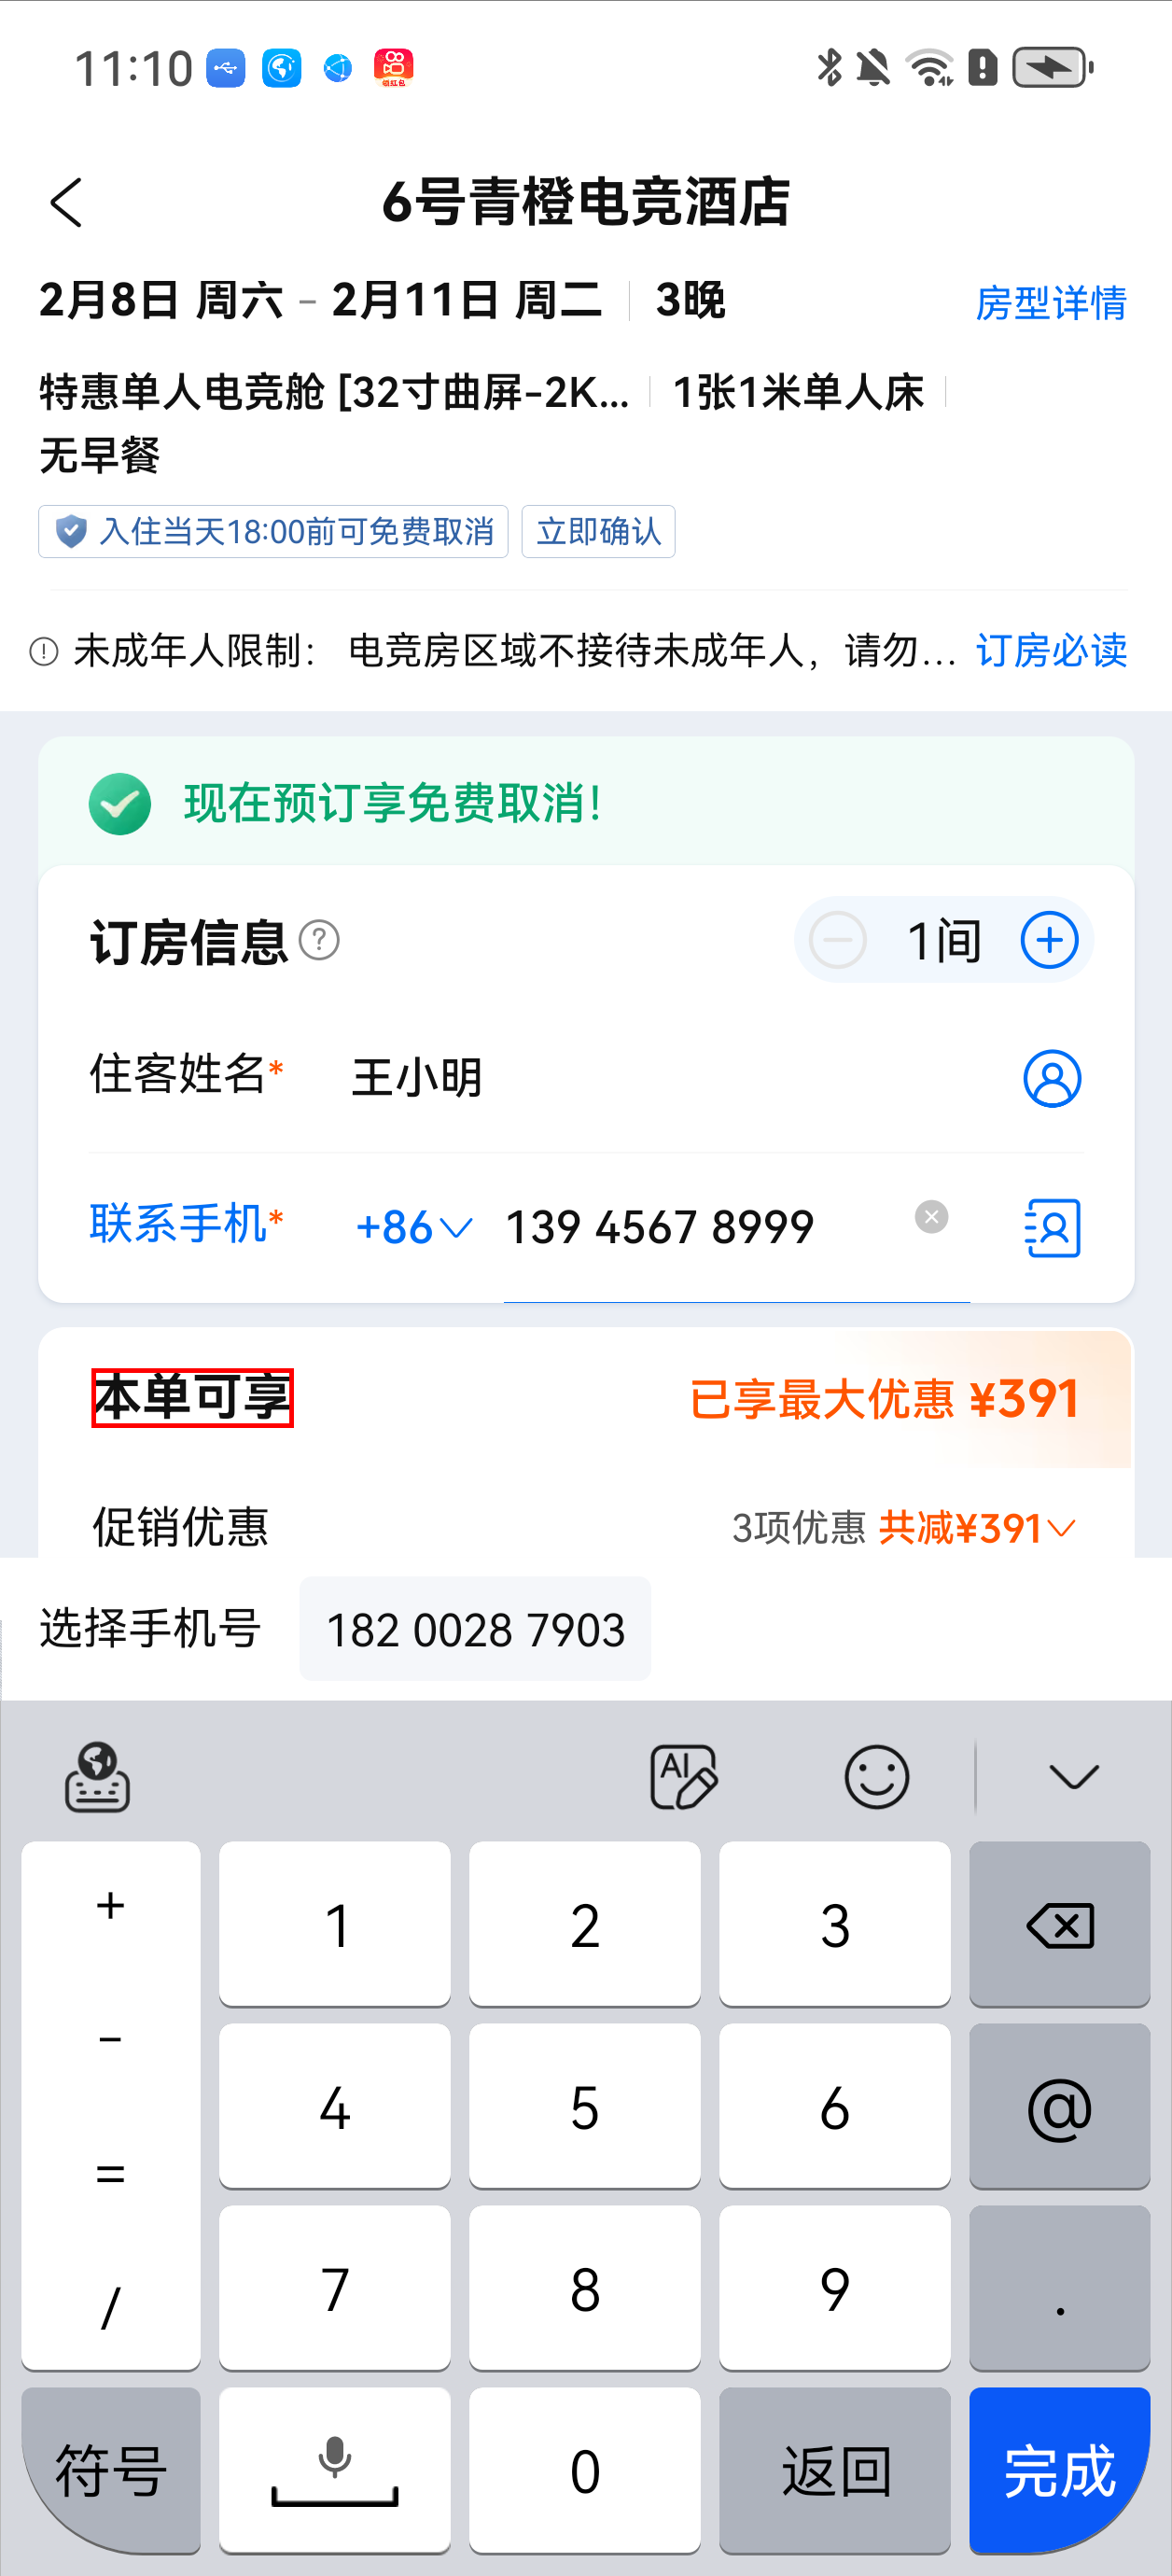 11:10
领红包
6号青橙电竞酒店
2月8日 周六 - 2月11日 周二 3晚 房型详情
特惠单人电竞舱 [32寸曲屏-2K... 1张1米单人床
无早餐
入住当天18:00前可免费取消 立即确认
未成年人限制: 电竞房区域不接待未成年人，请勿... 订房必读
现在预订享免费取消!
订房信息 ? 1间
住客姓名* 王小明
联系手机* +86 139 4567 8999
本单可享 已享最大优惠 ¥391
促销优惠 3项优惠 共减¥391
选择手机号 182 0028 7903
AI
+ 1 2 3
- 4 5 6 @
=
/ 7 8 9 .
符号 0 返回 完成